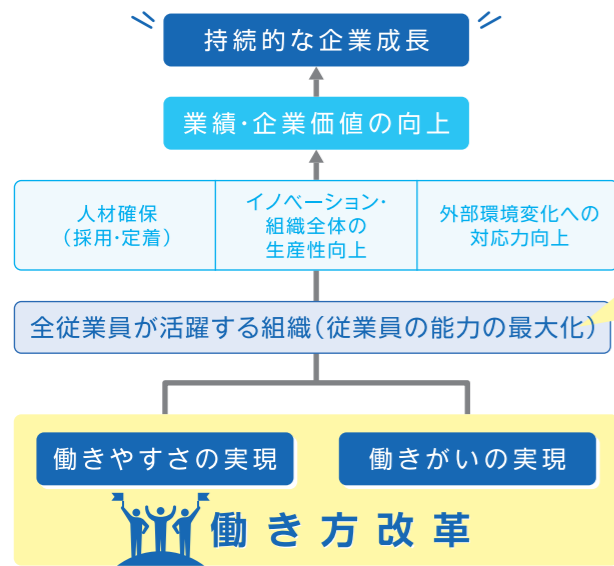 持続的な企業成長
業績・企業価値の向上
人材確保
（採用・定着）
イノベーション・
組織全体の
生産性向上
外部環境変化への
対応力向上
全従業員が活躍する組織（従業員の能力の最大化）
働きやすさの実現
働きがいの実現
働き方改革